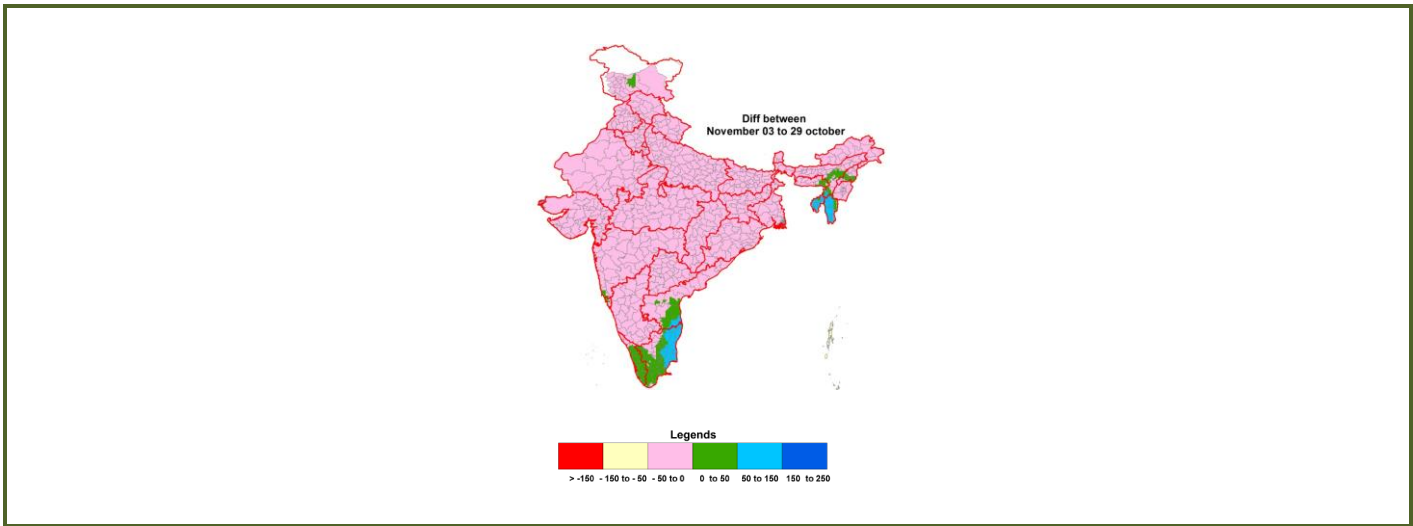 Diff between
November 03 to 29 october
Legends
> -150 - 150 to - 50 - 50 to 0 0 to 50 50 to 150 150 to 250